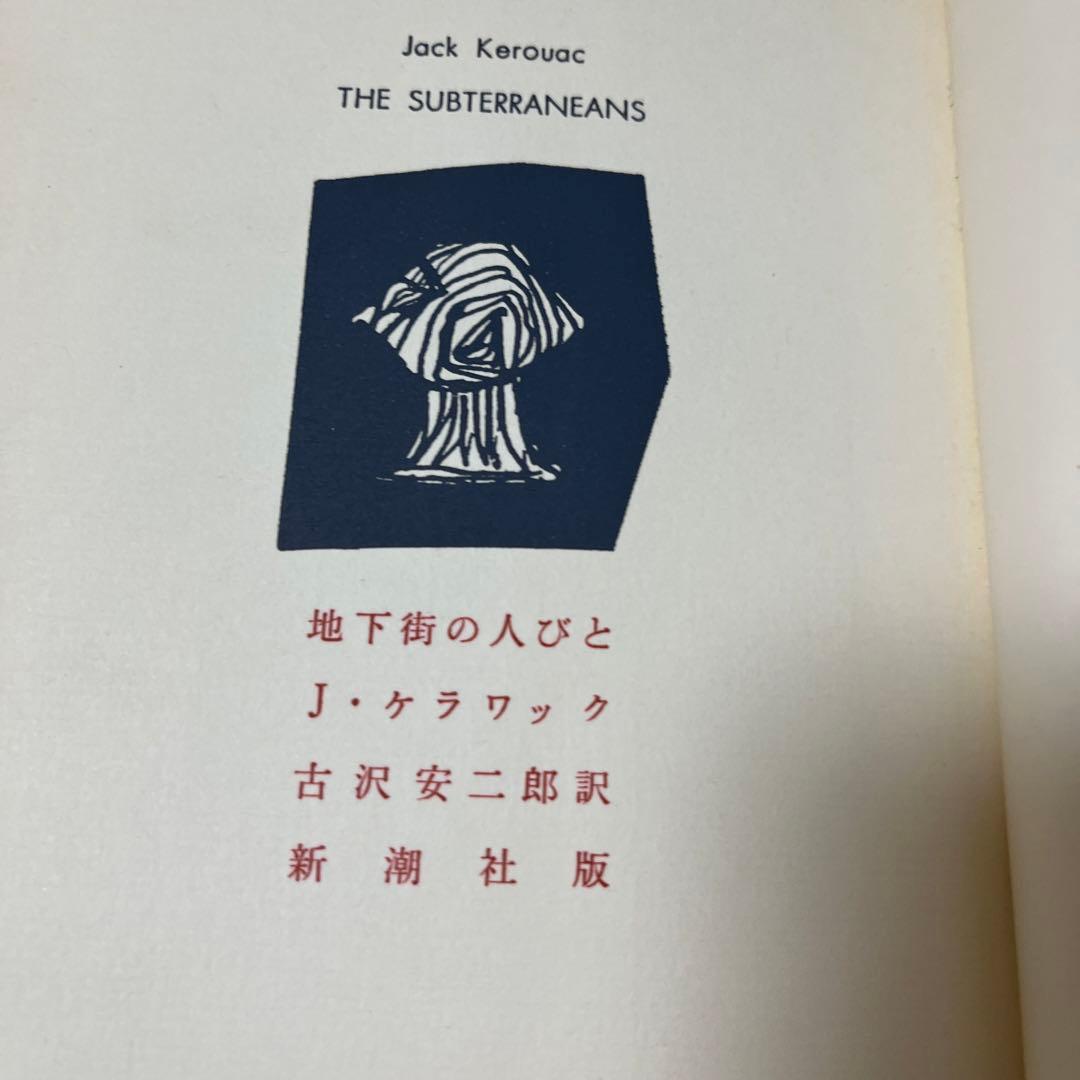 Jack Kerouac
THE SUBTERRANEANS
地下街の人びと
J・ケラワック
古沢安二郎訳
新潮社版